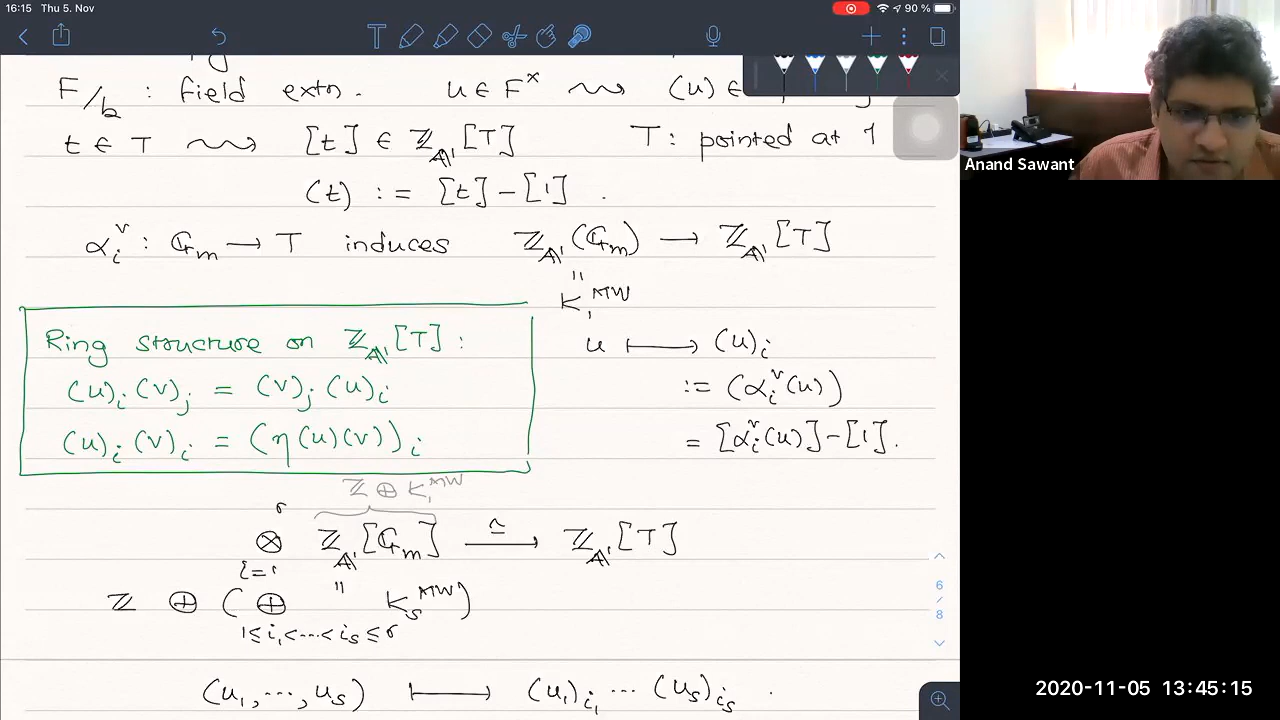 16:15 Thu 5. Nov
90 %
F/k : field extn. u ∈ F^× ⇝ (u) ∈
t ∈ T ⇝ [t] ∈ ℤ_{𝔸¹}[T] T : pointed at 1
(t) := [t] − [1] .
Anand Sawant
α_i^∨ : 𝔾_m → T induces ℤ_{𝔸¹}(𝔾_m) → ℤ_{𝔸¹}[T]
"
K_1^{MW}
u ⟼ (u)_i
:= (α_i^∨(u))
= [α_i^∨(u)] − [1].
Ring structure on ℤ_{𝔸¹}[T] :
(u)_i (v)_j = (v)_j (u)_i
(u)_i (v)_i = (η(u)(v))_i
ℤ ⊕ K_1^{MW}
⊗_{i=1}^r ℤ_{𝔸¹}[𝔾_m] ≃→ ℤ_{𝔸¹}[T]
"
ℤ ⊕ ( ⊕_{1≤i_1<⋯<i_s≤r} K_s^{MW} )
(u_1, ⋯, u_s) ⟼ (u_1)_{i_1} ⋯ (u_s)_{i_s} .
6
/
8
2020-11-05 13:45:15